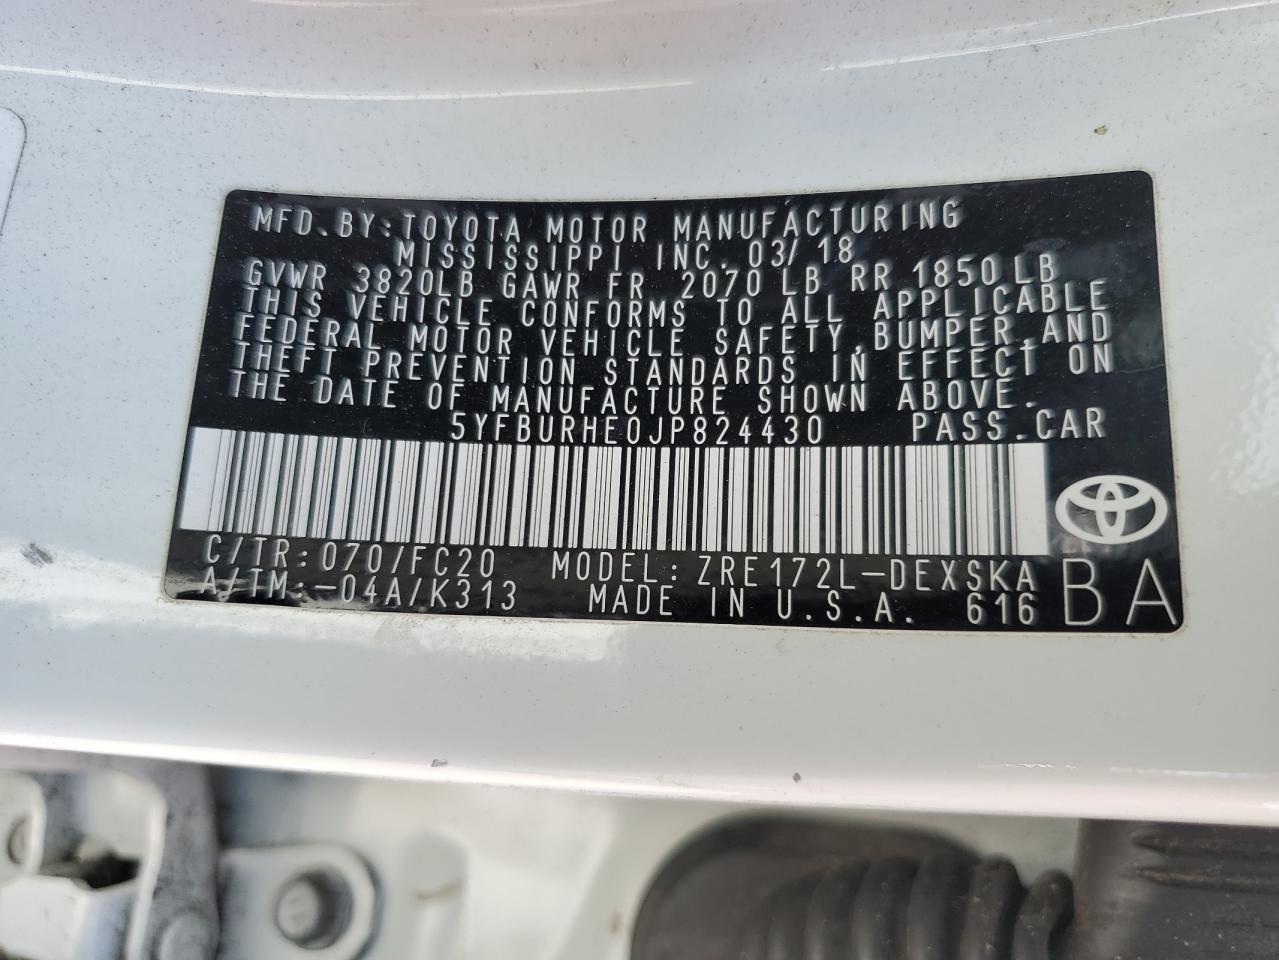 MFD. BY: TOYOTA MOTOR MANUFACTURING
MISSISSIPPI INC. 03/18
GVWR 3820LB GAWR FR 2070 LB RR 1850 LB
THIS VEHICLE CONFORMS TO ALL APPLICABLE
FEDERAL MOTOR VEHICLE SAFETY, BUMPER, AND
THEFT PREVENTION STANDARDS IN EFFECT ON
THE DATE OF MANUFACTURE SHOWN ABOVE.
5YFBURHE0JP824430 PASS. CAR
C/TR: 070/FC20 MODEL: ZRE172L-DEXSKA
A/TM: -04A/K313 MADE IN U.S.A. 616
BA